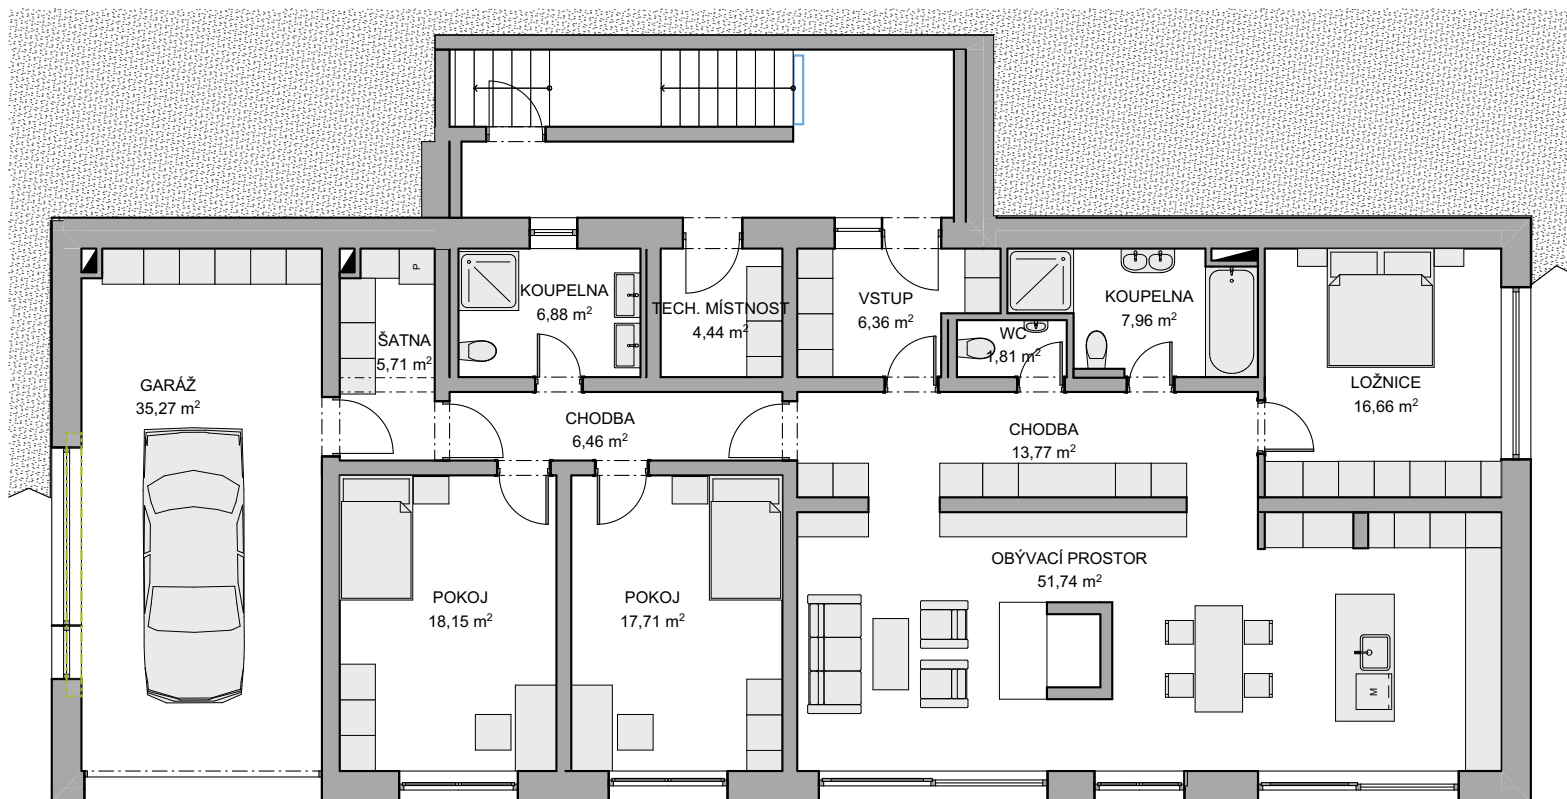 P
KOUPELNA
6,88 m²
TECH. MÍSTNOST
4,44 m²
VSTUP
6,36 m²
KOUPELNA
7,96 m²
WC
1,81 m²
ŠATNA
5,71 m²
GARÁŽ
35,27 m²
LOŽNICE
16,66 m²
CHODBA
6,46 m²
CHODBA
13,77 m²
OBÝVACÍ PROSTOR
51,74 m²
POKOJ
18,15 m²
POKOJ
17,71 m²
M